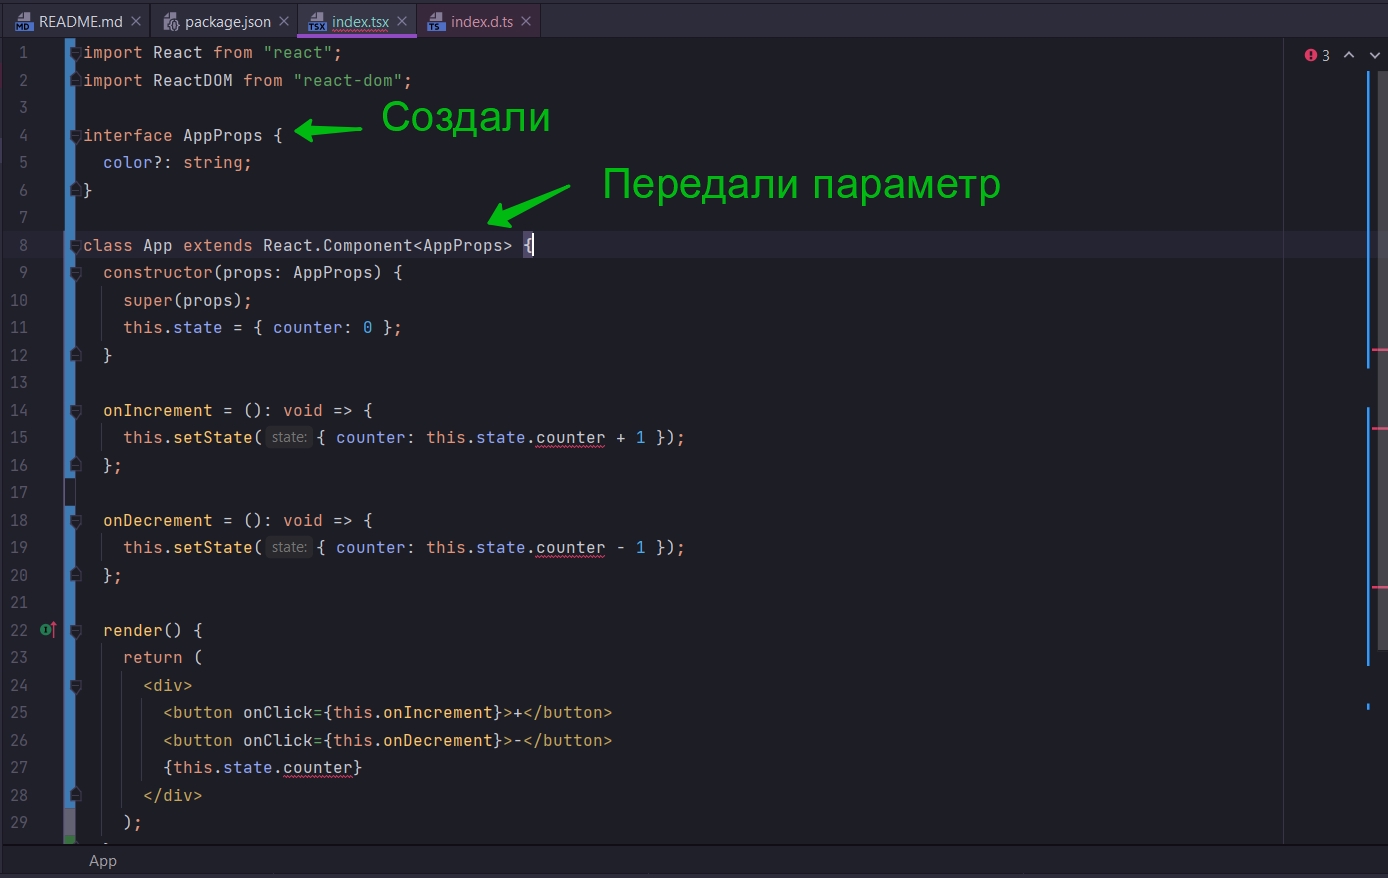 README.md package.json index.tsx index.d.ts
1 import React from "react"; 3
2 import ReactDOM from "react-dom";
3
Создали
4 interface AppProps {
5 color?: string;
6 }
Передали параметр
7
8 class App extends React.Component<AppProps> {
9 constructor(props: AppProps) {
10 super(props);
11 this.state = { counter: 0 };
12 }
13
14 onIncrement = (): void => {
15 this.setState( state: { counter: this.state.counter + 1 });
16 };
17
18 onDecrement = (): void => {
19 this.setState( state: { counter: this.state.counter - 1 });
20 };
21
22 render() {
23 return (
24 <div>
25 <button onClick={this.onIncrement}>+</button>
26 <button onClick={this.onDecrement}>-</button>
27 {this.state.counter}
28 </div>
29 );
App